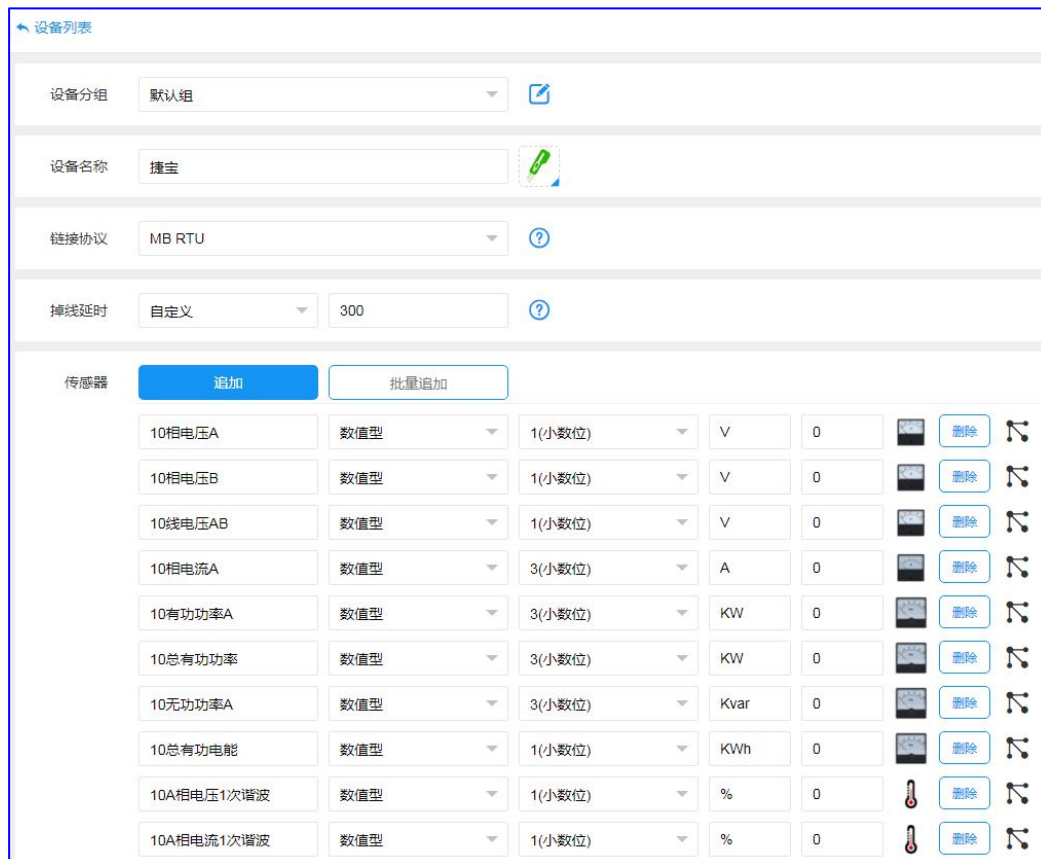 设备列表
设备分组 默认组
设备名称 捷宝
链接协议 MB RTU
掉线延时 自定义 300
传感器 追加 批量追加
10相电压A 数值型 1(小数位) V 0 删除
10相电压B 数值型 1(小数位) V 0 删除
10线电压AB 数值型 1(小数位) V 0 删除
10相电流A 数值型 3(小数位) A 0 删除
10有功功率A 数值型 3(小数位) KW 0 删除
10总有功功率 数值型 3(小数位) KW 0 删除
10无功功率A 数值型 3(小数位) Kvar 0 删除
10总有功电能 数值型 1(小数位) KWh 0 删除
10A相电压1次谐波 数值型 1(小数位) % 0 删除
10A相电流1次谐波 数值型 1(小数位) % 0 删除